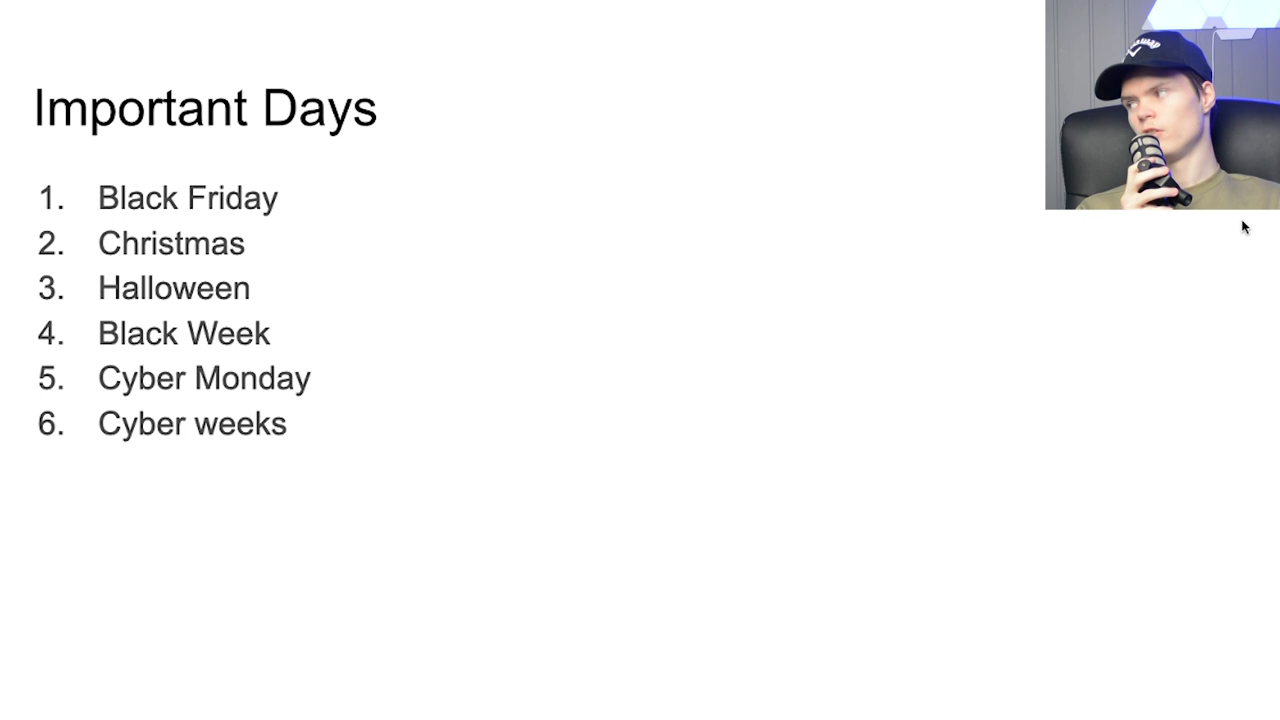 Important Days
1. Black Friday
2. Christmas
3. Halloween
4. Black Week
5. Cyber Monday
6. Cyber weeks